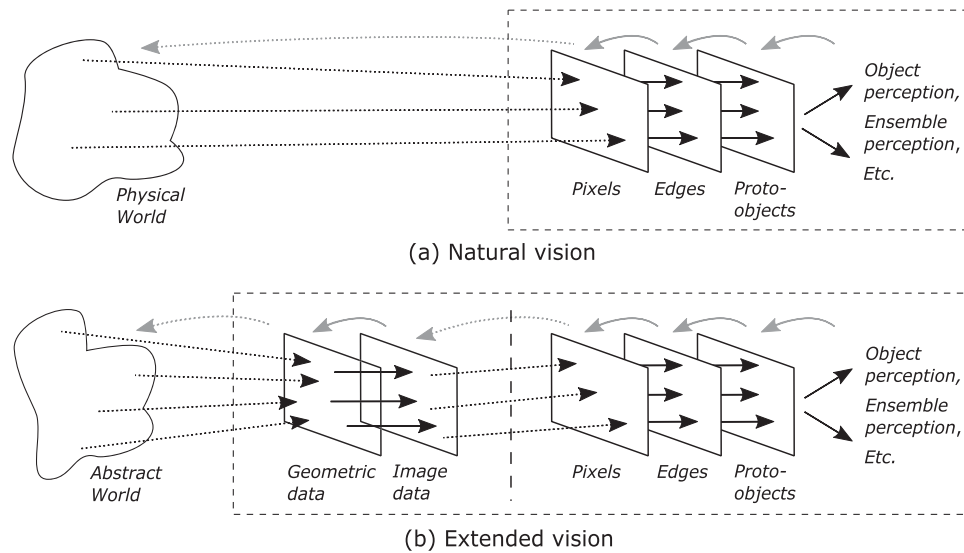 Physical
World
Pixels
Edges
Proto-
objects
Object
perception,
Ensemble
perception,
Etc.
(a) Natural vision
Abstract
World
Geometric
data
Image
data
Pixels
Edges
Proto-
objects
Object
perception,
Ensemble
perception,
Etc.
(b) Extended vision